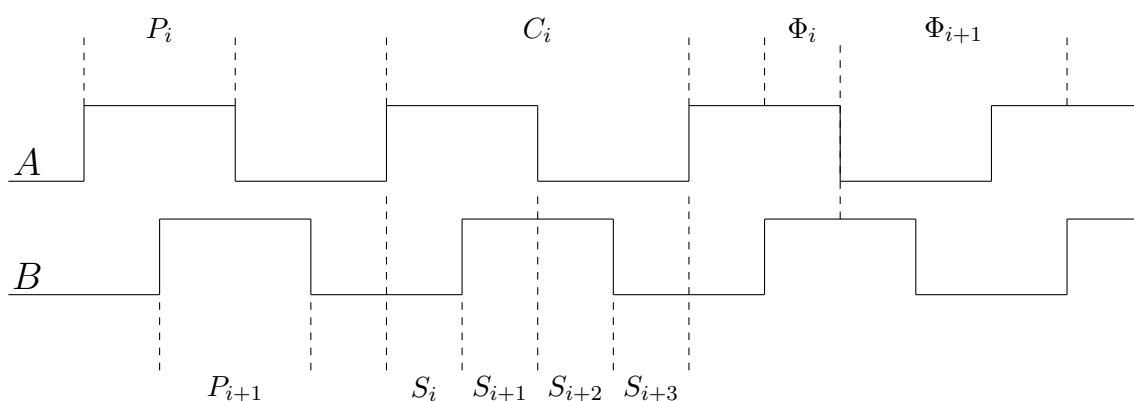 P_i C_i Φ_i Φ_{i+1}
A
B
P_{i+1} S_i S_{i+1} S_{i+2} S_{i+3}